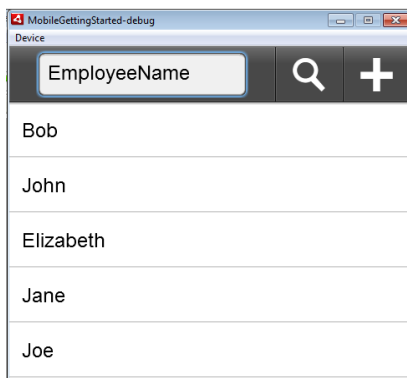 MobileGettingStarted-debug
Device
EmployeeName
Bob
John
Elizabeth
Jane
Joe